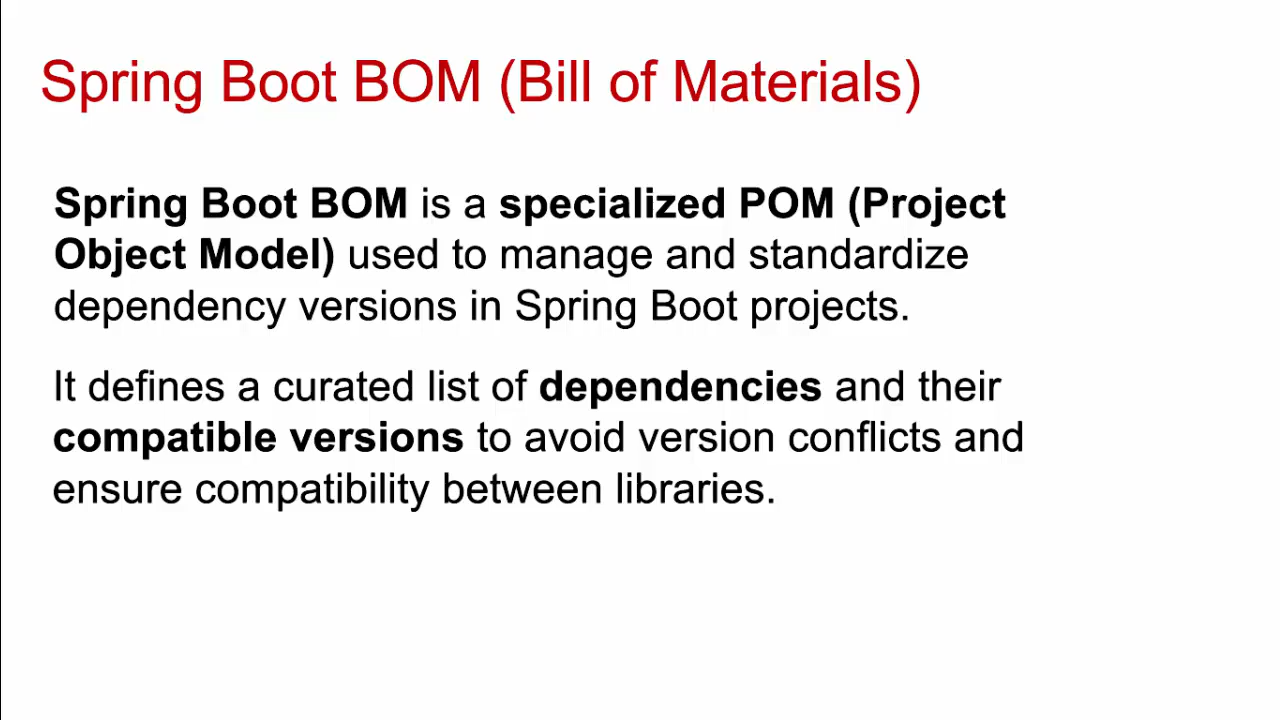 Spring Boot BOM (Bill of Materials)
Spring Boot BOM is a specialized POM (Project
Object Model) used to manage and standardize
dependency versions in Spring Boot projects.
It defines a curated list of dependencies and their
compatible versions to avoid version conflicts and
ensure compatibility between libraries.